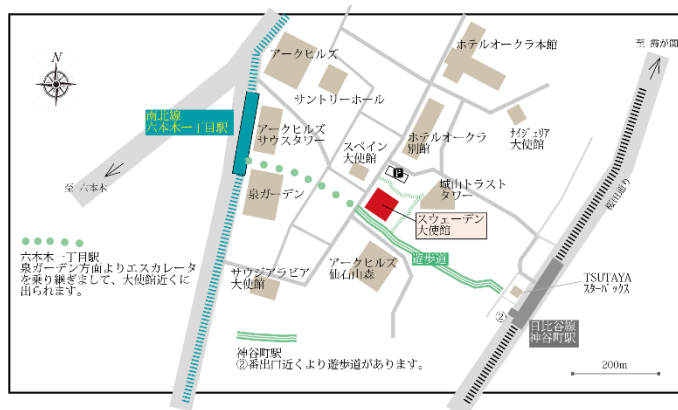 N
アークヒルズ
ホテルオークラ本館
至 霞が関
サントリーホール
南北線
六本木一丁目駅
アークヒルズ
サウスタワー
スペイン
大使館
ホテルオークラ
別館
ナイジェリア
大使館
至 六本木
泉ガーデン
P
城山トラスト
タワー
桜田通り
スウェーデン
大使館
六本木一丁目駅
泉ガーデン方面よりエスカレータ
を乗り継ぎまして、大使館近くに
出られます。
サウジアラビア
大使館
アークヒルズ
仙石山森
遊歩道
TSUTAYA
スターバックス
②
日比谷線
神谷町駅
神谷町駅
②番出口近くより遊歩道があります。
200m